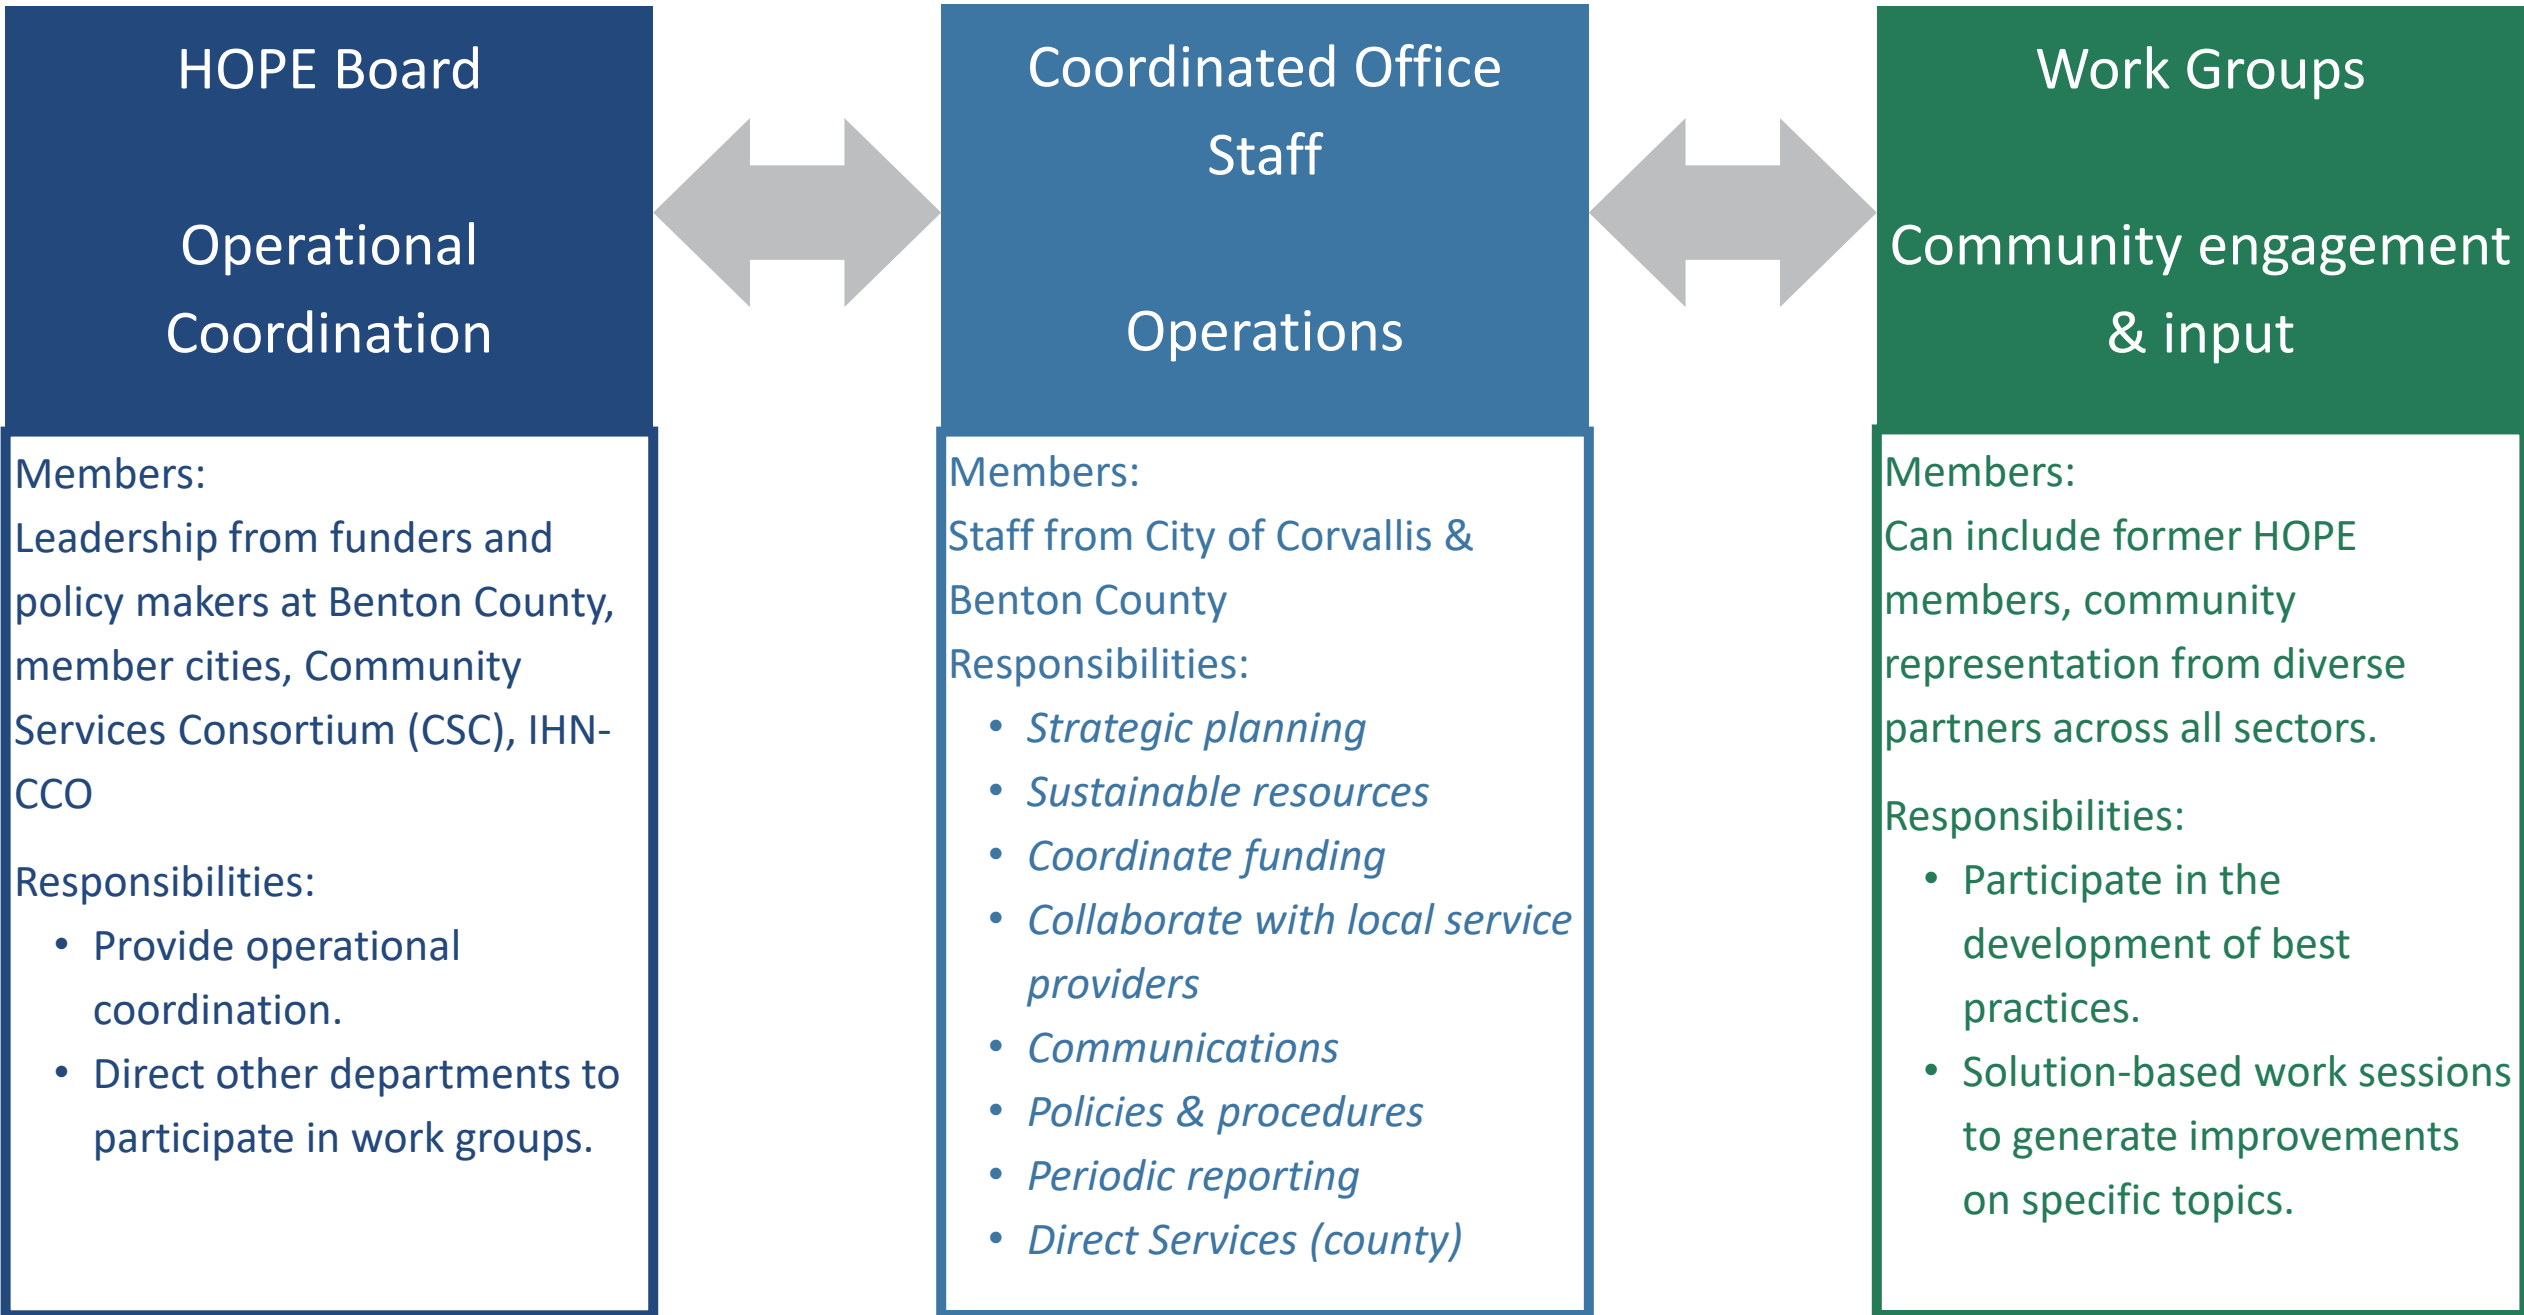 HOPE Board
Operational
Coordination
Members:
Leadership from funders and
policy makers at Benton County,
member cities, Community
Services Consortium (CSC), IHN-
CCO
Responsibilities:
• Provide operational
coordination.
• Direct other departments to
participate in work groups.
Coordinated Office
Staff
Operations
Members:
Staff from City of Corvallis &
Benton County
Responsibilities:
• Strategic planning
• Sustainable resources
• Coordinate funding
• Collaborate with local service
providers
• Communications
• Policies & procedures
• Periodic reporting
• Direct Services (county)
Work Groups
Community engagement
& input
Members:
Can include former HOPE
members, community
representation from diverse
partners across all sectors.
Responsibilities:
• Participate in the
development of best
practices.
• Solution-based work sessions
to generate improvements
on specific topics.